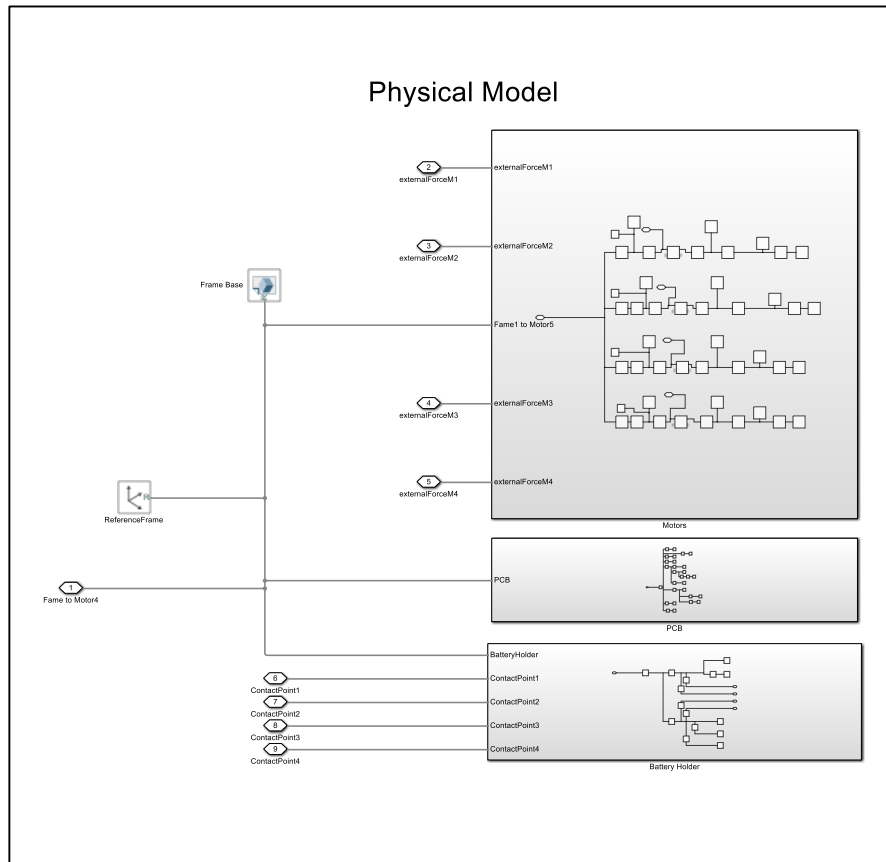 Physical Model
2
externalForceM1
externalForceM1
3
externalForceM2
externalForceM2
Frame Base
Fame1 to Motor5
4
externalForceM3
externalForceM3
5
externalForceM4
externalForceM4
Motors
R
ReferenceFrame
1
Fame to Motor4
PCB
PCB
BatteryHolder
6
ContactPoint1
ContactPoint1
7
ContactPoint2
ContactPoint2
8
ContactPoint3
ContactPoint3
9
ContactPoint4
ContactPoint4
Battery Holder